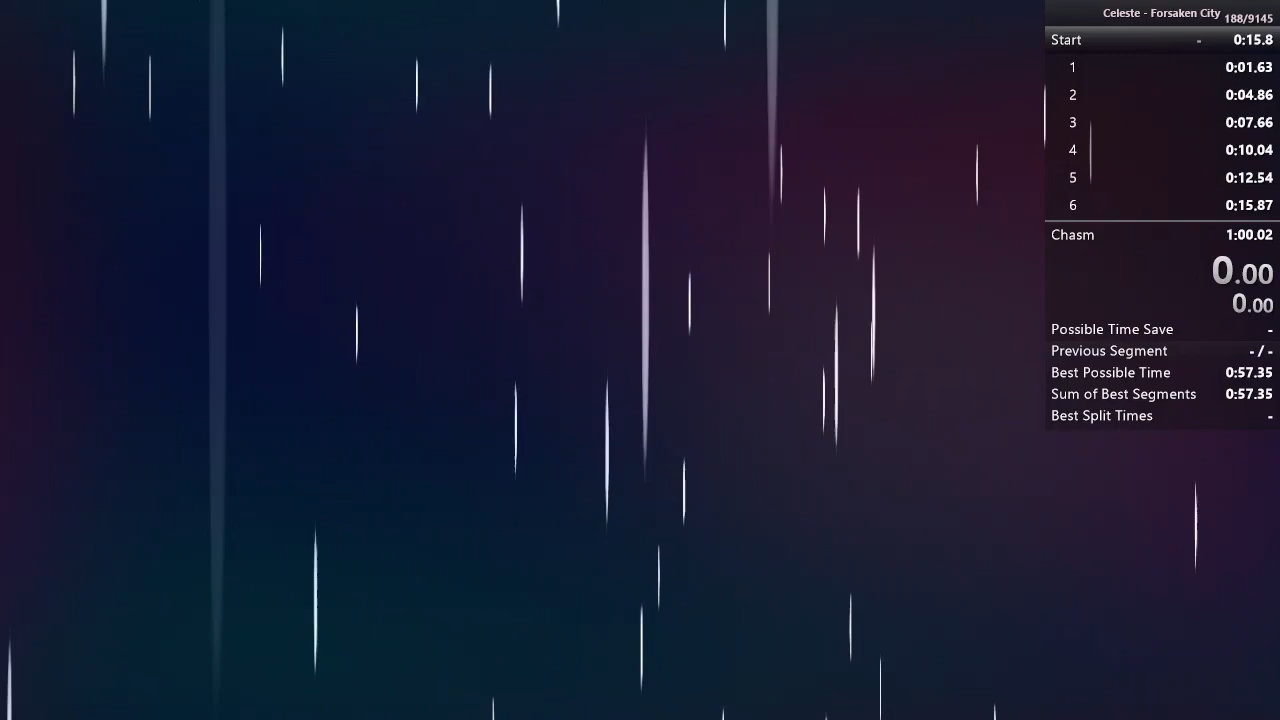 Celeste - Forsaken City 188/9145
Start - 0:15.8
1 0:01.63
2 0:04.86
3 0:07.66
4 0:10.04
5 0:12.54
6 0:15.87
Chasm 1:00.02
0.00
0.00
Possible Time Save -
Previous Segment - / -
Best Possible Time 0:57.35
Sum of Best Segments 0:57.35
Best Split Times -